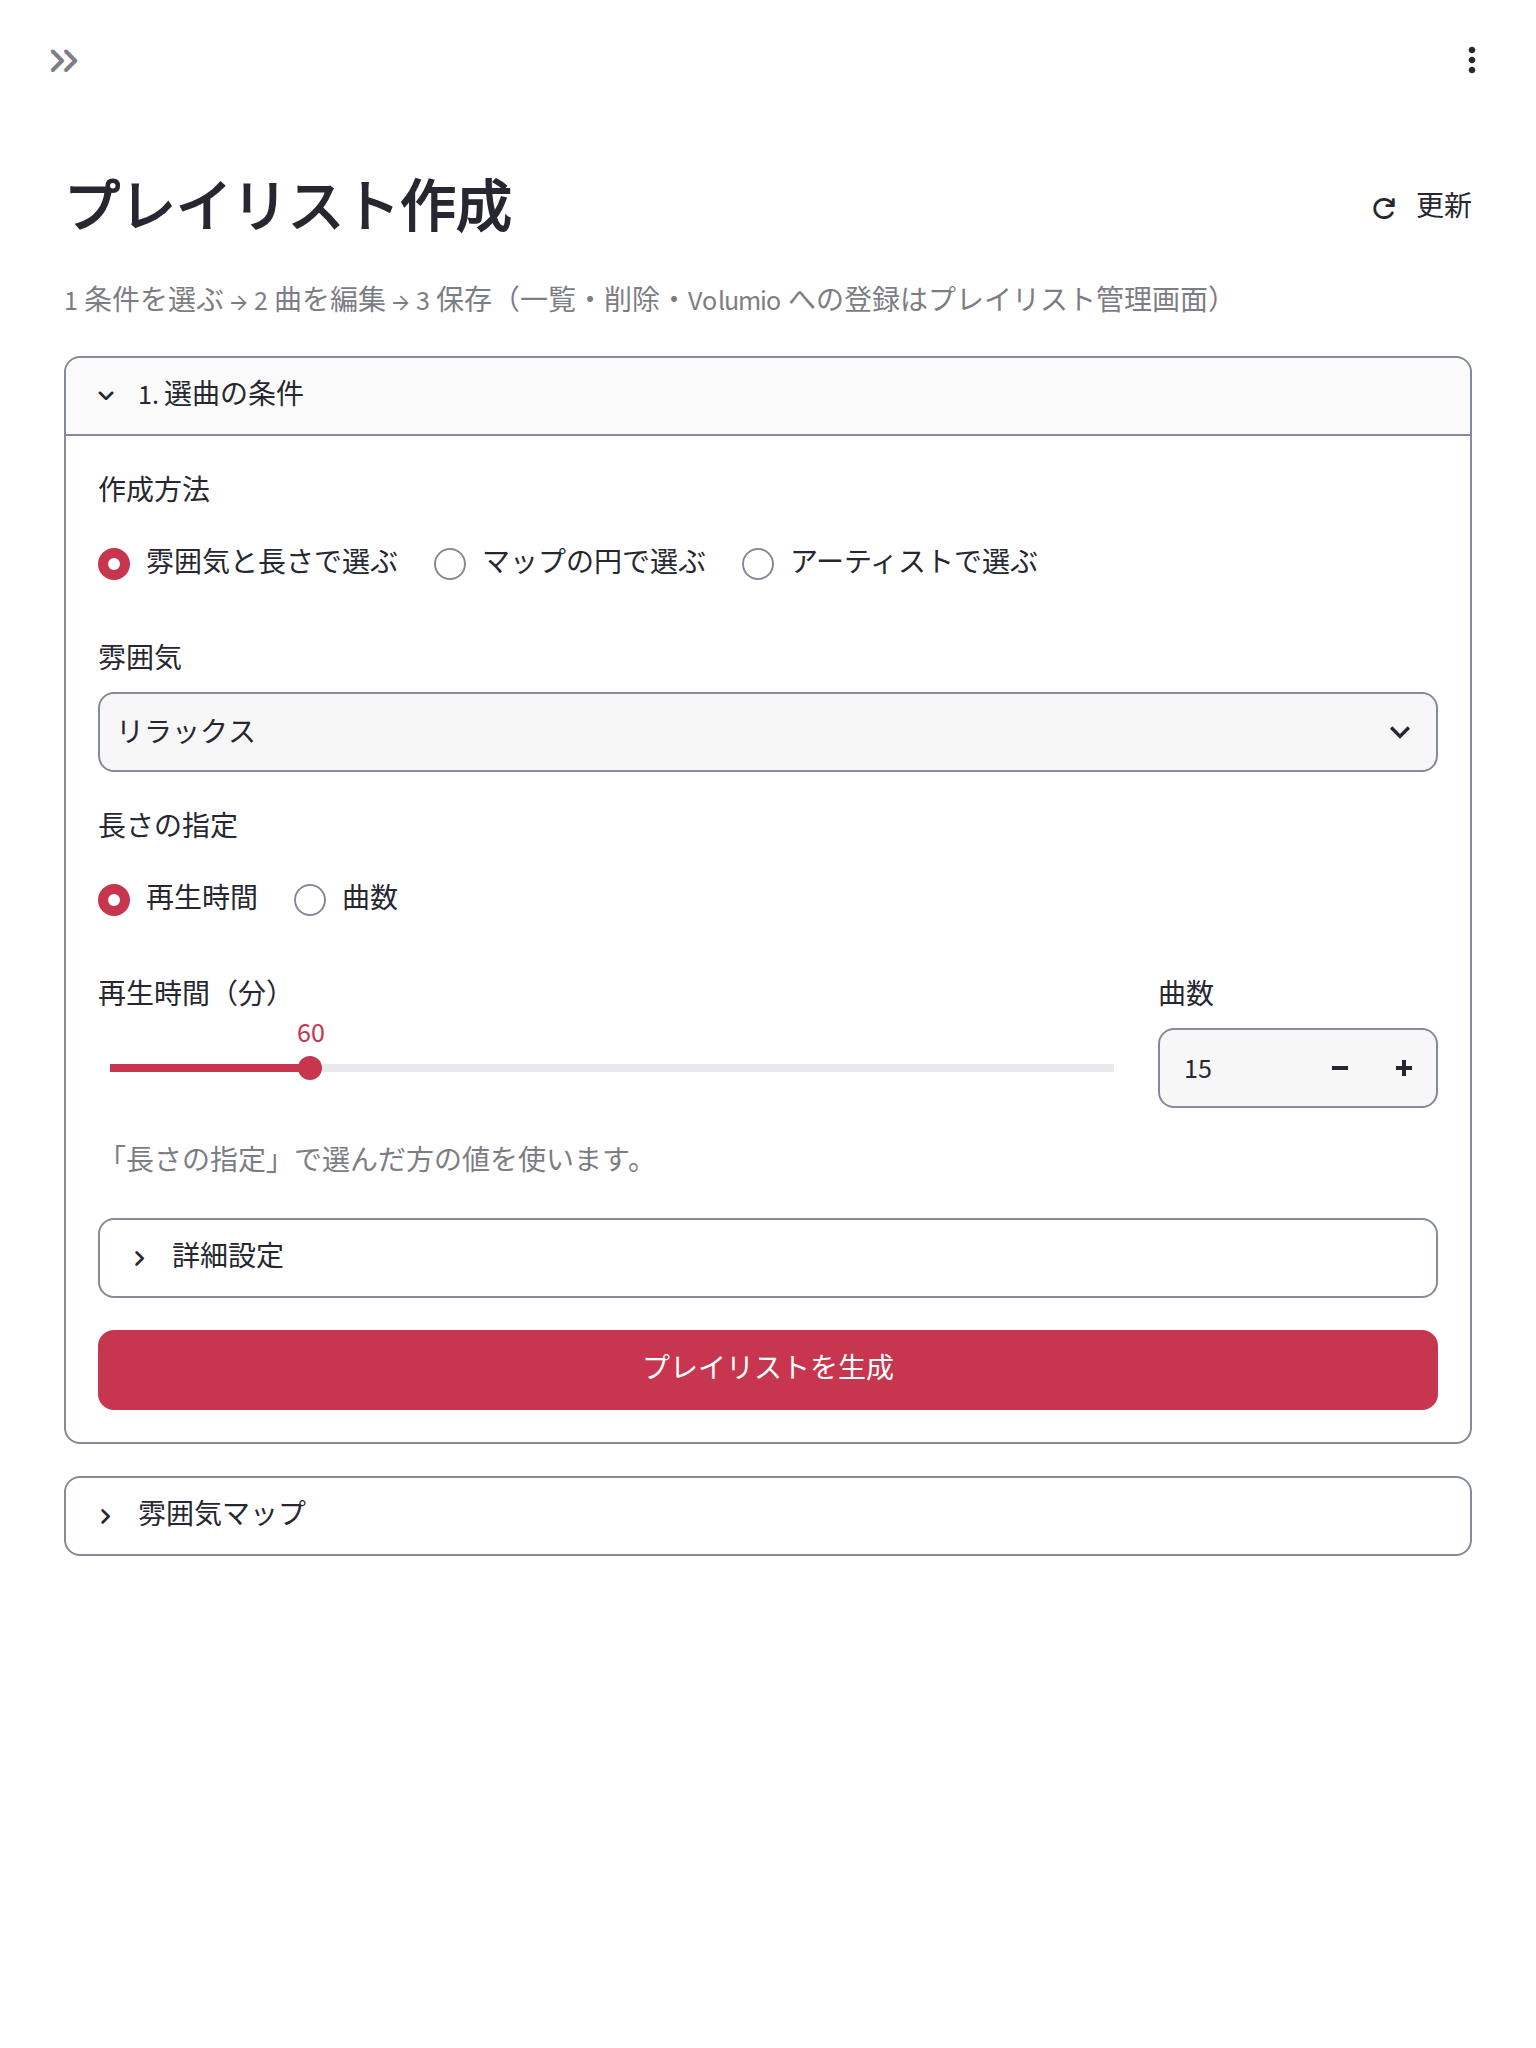 プレイリスト作成
更新
1 条件を選ぶ → 2 曲を編集 → 3 保存（一覧・削除・Volumio への登録はプレイリスト管理画面）
1. 選曲の条件
作成方法
雰囲気と長さで選ぶ マップの円で選ぶ アーティストで選ぶ
雰囲気
リラックス
長さの指定
再生時間 曲数
再生時間（分）
60
曲数
15
「長さの指定」で選んだ方の値を使います。
詳細設定
プレイリストを生成
雰囲気マップ